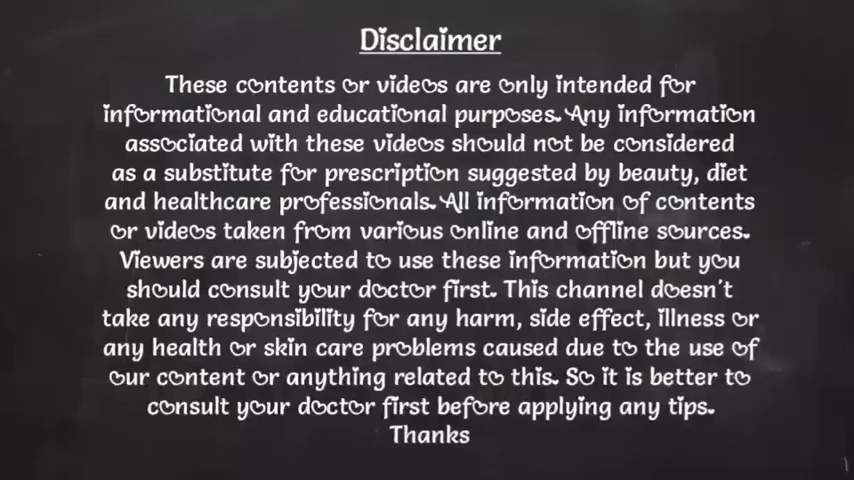 Disclaimer
These contents or videos are only intended for
informational and educational purposes. Any information
associated with these videos should not be considered
as a substitute for prescription suggested by beauty, diet
and healthcare professionals. All information of contents
or videos taken from various online and offline sources.
Viewers are subjected to use these information but you
should consult your doctor first. This channel doesn't
take any responsibility for any harm, side effect, illness or
any health or skin care problems caused due to the use of
our content or anything related to this. So it is better to
consult your doctor first before applying any tips.
Thanks